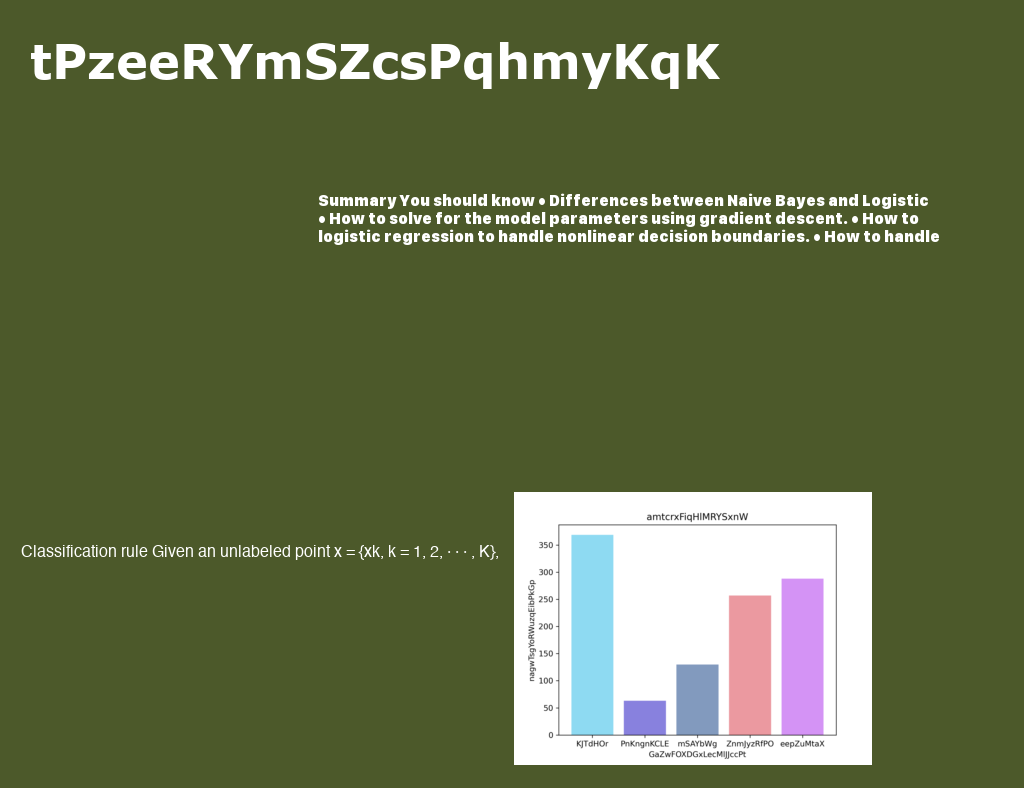 tPzeeRYmSZcsPqhmyKqK
Summary You should know • Differences between Naive Bayes and Logistic
• How to solve for the model parameters using gradient descent. • How to
logistic regression to handle nonlinear decision boundaries. • How to handle
Classification rule Given an unlabeled point x = {xk, k = 1, 2, · · · , K},
amtcrxFiqHlMRYSxnW
nagwTsgYoRWuzqEibPkGp
350
300
250
200
150
100
50
0
KJTdHOr PnKngnKCLE mSAYbWg ZnmJyzRfPO eepZuMtaX
GaZwFOXDGxLecMlJJccPt